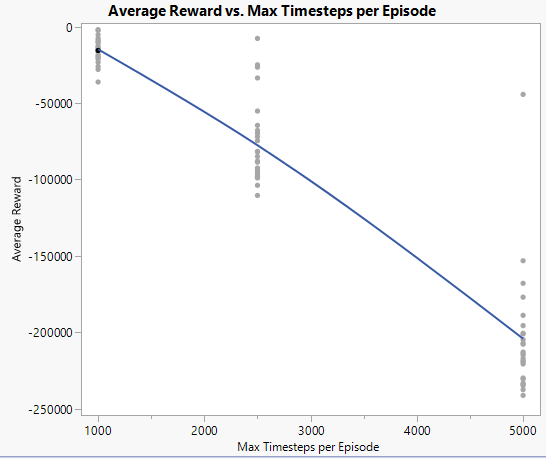 Average Reward vs. Max Timesteps per Episode
0
-50000
-100000
-150000
-200000
-250000
Average Reward
1000 2000 3000 4000 5000
Max Timesteps per Episode